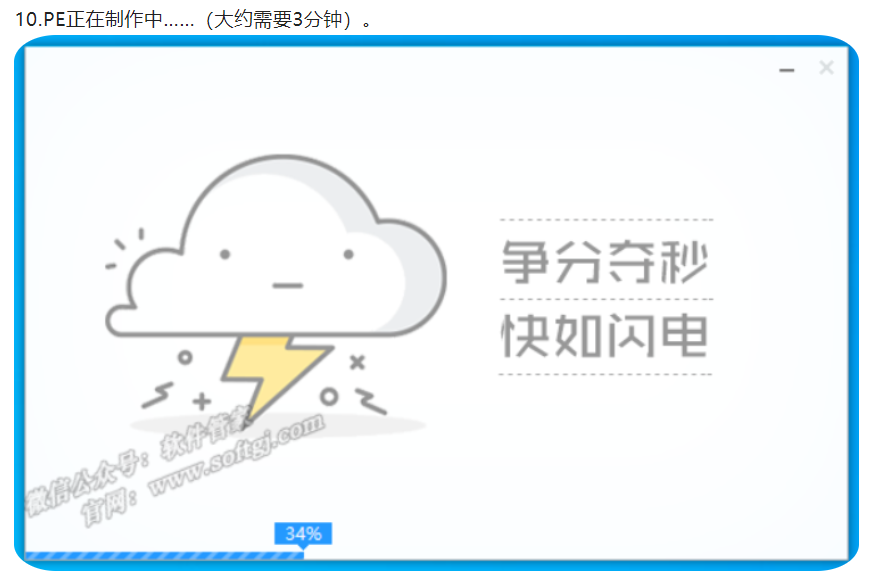 10.PE正在制作中......（大约需要3分钟）。
争分夺秒
快如闪电
微信公众号：软件管家
官网：www.softgj.com
34%